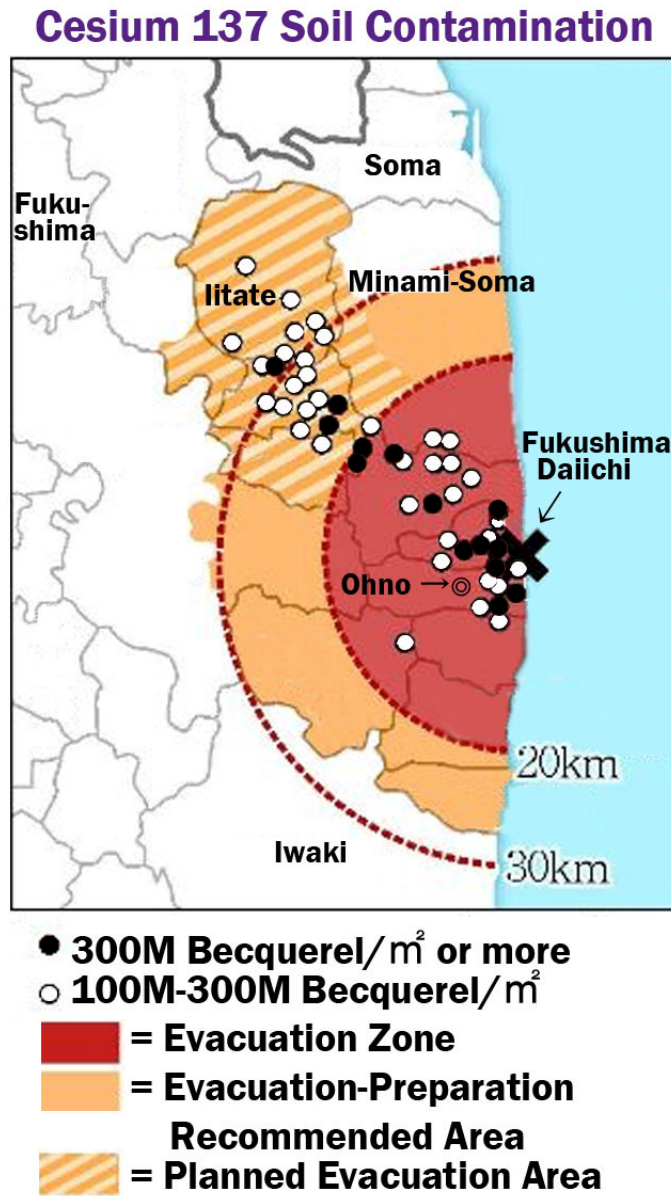 Cesium 137 Soil Contamination
Soma
Fuku-
shima
Iitate
Minami-Soma
Fukushima
Daiichi
Ohno
20km
Iwaki
30km
300M Becquerel/㎡ or more
100M-300M Becquerel/㎡
= Evacuation Zone
= Evacuation-Preparation
Recommended Area
= Planned Evacuation Area